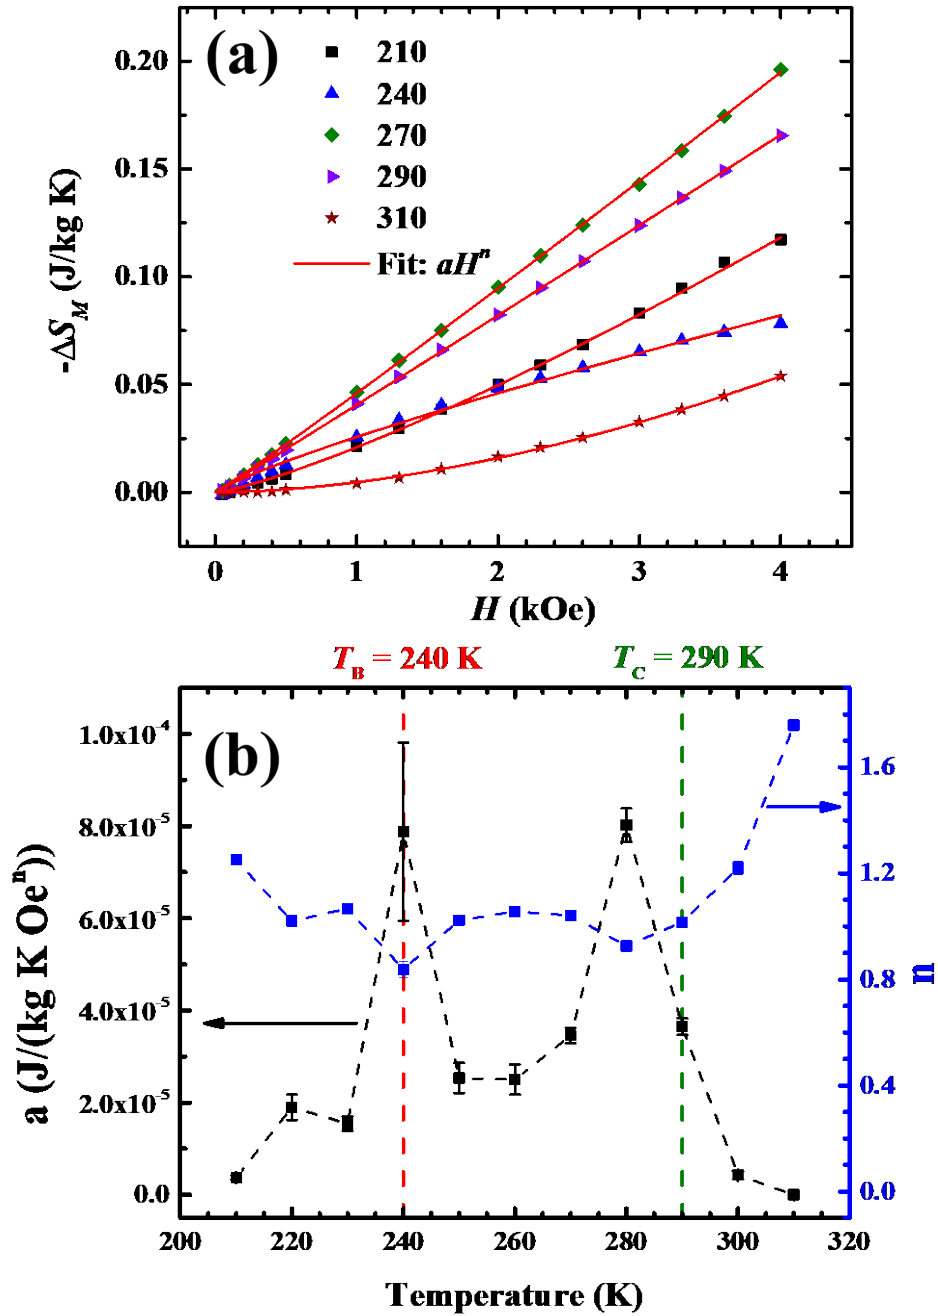 (a)
210
240
270
290
310
Fit: aHⁿ
0.20
0.15
0.10
0.05
0.00
-ΔS_M (J/kg K)
0 1 2 3 4
H (kOe)
T_B = 240 K T_C = 290 K
(b)
1.0x10⁻⁴
8.0x10⁻⁵
6.0x10⁻⁵
4.0x10⁻⁵
2.0x10⁻⁵
0.0
a (J/(kg K Oeⁿ))
1.6
1.2
0.8
0.4
0.0
n
200 220 240 260 280 300 320
Temperature (K)